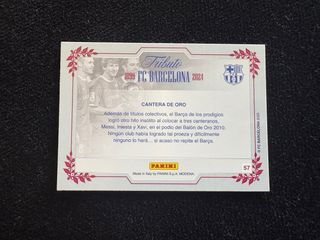 Tributo
1899 FC BARCELONA 2024
CANTERA DE ORO
Además de títulos colectivos, el Barça de los prodigios
logró otro hito insólito al colocar a tres canteranos,
Messi, Iniesta y Xavi, en el podio del Balón de Oro 2010.
Ningún club había logrado tal proeza y difícilmente
ninguno lo hará... si acaso no repite el Barça.
PANINI
Made in Italy by PANINI S.p.A. MODENA
57
© FC BARCELONA